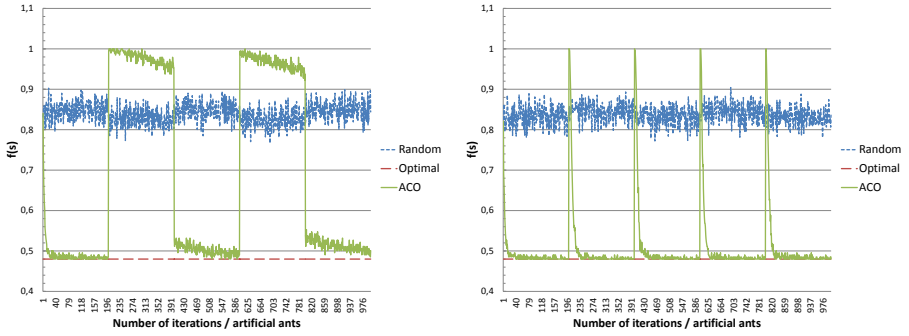 1,1
1
0,9
0,8
0,7
0,6
0,5
0,4
f(s)
1 40 79 118 157 196 235 274 313 352 391 430 469 508 547 586 625 664 703 742 781 820 859 898 937 976
Number of iterations / artificial ants
Random
Optimal
ACO
1,1
1
0,9
0,8
0,7
0,6
0,5
0,4
f(s)
1 40 79 118 157 196 235 274 313 352 391 430 469 508 547 586 625 664 703 742 781 820 859 898 937 976
Number of iterations / artificial ants
Random
Optimal
ACO